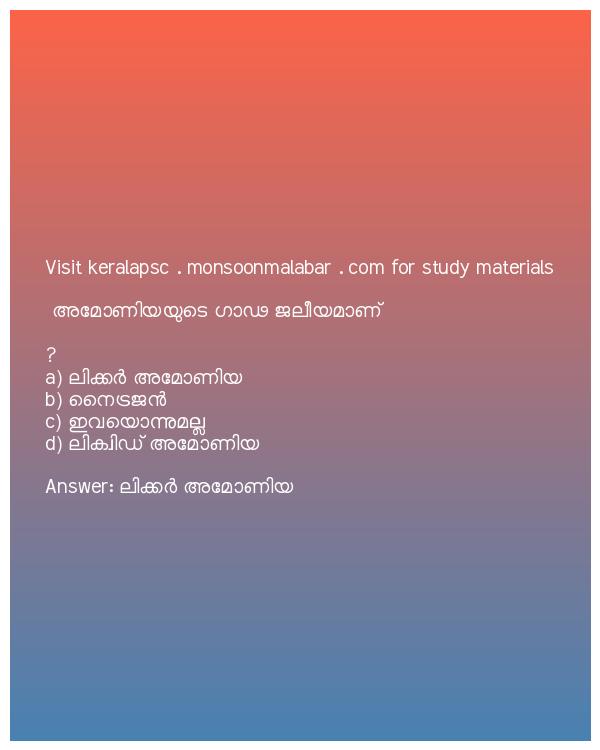 Visit keralapsc . monsoonmalabar . com for study materials
അമോണിയയുടെ ഗാഢ ജലീയമാണ്
?
a) ലിക്കർ അമോണിയ
b) നൈട്രജൻ
c) ഇവയൊന്നുമല്ല
d) ലിക്വിഡ് അമോണിയ
Answer: ലിക്കർ അമോണിയ